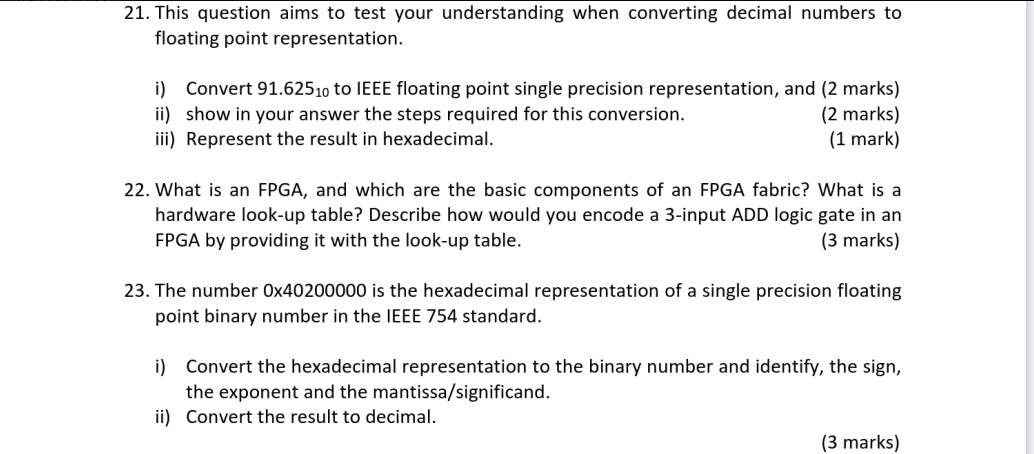 21. This question aims to test your understanding when converting decimal numbers to
floating point representation.
i) Convert 91.625₁₀ to IEEE floating point single precision representation, and (2 marks)
ii) show in your answer the steps required for this conversion. (2 marks)
iii) Represent the result in hexadecimal. (1 mark)
22. What is an FPGA, and which are the basic components of an FPGA fabric? What is a
hardware look-up table? Describe how would you encode a 3-input ADD logic gate in an
FPGA by providing it with the look-up table. (3 marks)
23. The number 0x40200000 is the hexadecimal representation of a single precision floating
point binary number in the IEEE 754 standard.
i) Convert the hexadecimal representation to the binary number and identify, the sign,
the exponent and the mantissa/significand.
ii) Convert the result to decimal.
(3 marks)